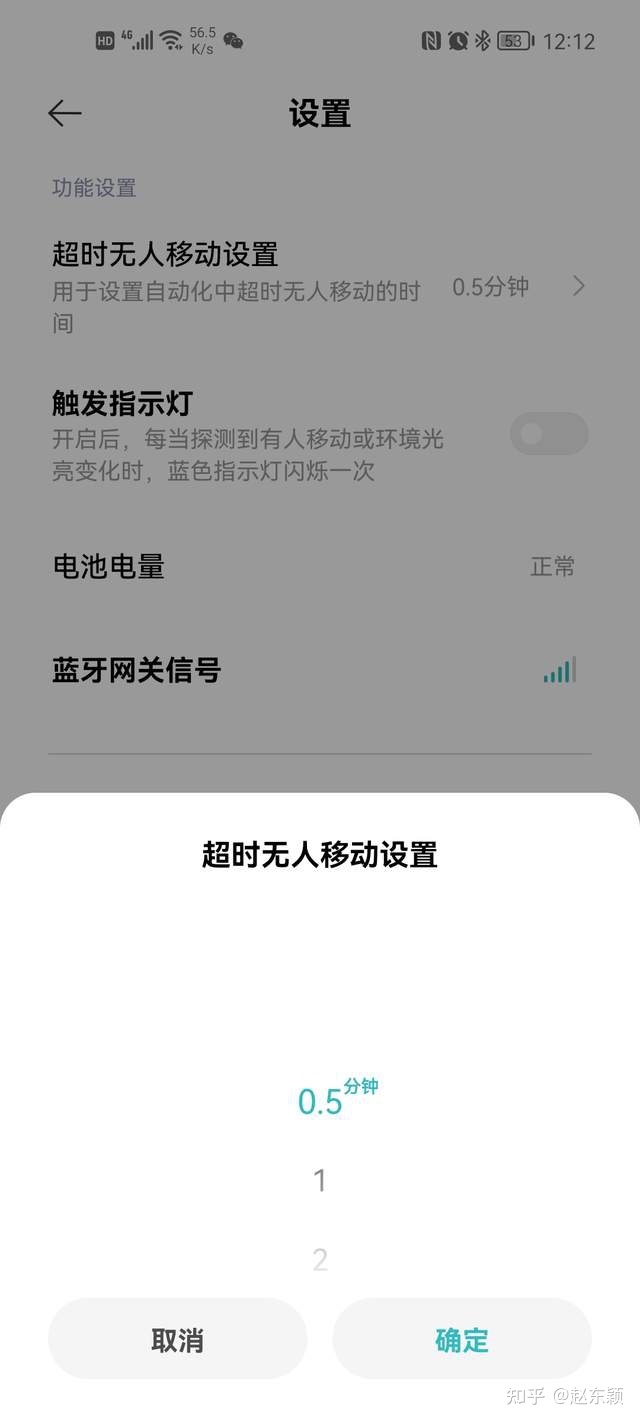 HD 4G 56.5 K/s 53 12:12
设置
功能设置
超时无人移动设置
用于设置自动化中超时无人移动的时
间
0.5分钟
触发指示灯
开启后，每当探测到有人移动或环境光
亮变化时，蓝色指示灯闪烁一次
电池电量
正常
蓝牙网关信号
超时无人移动设置
0.5分钟
1
2
取消
确定
知乎 @赵东颖